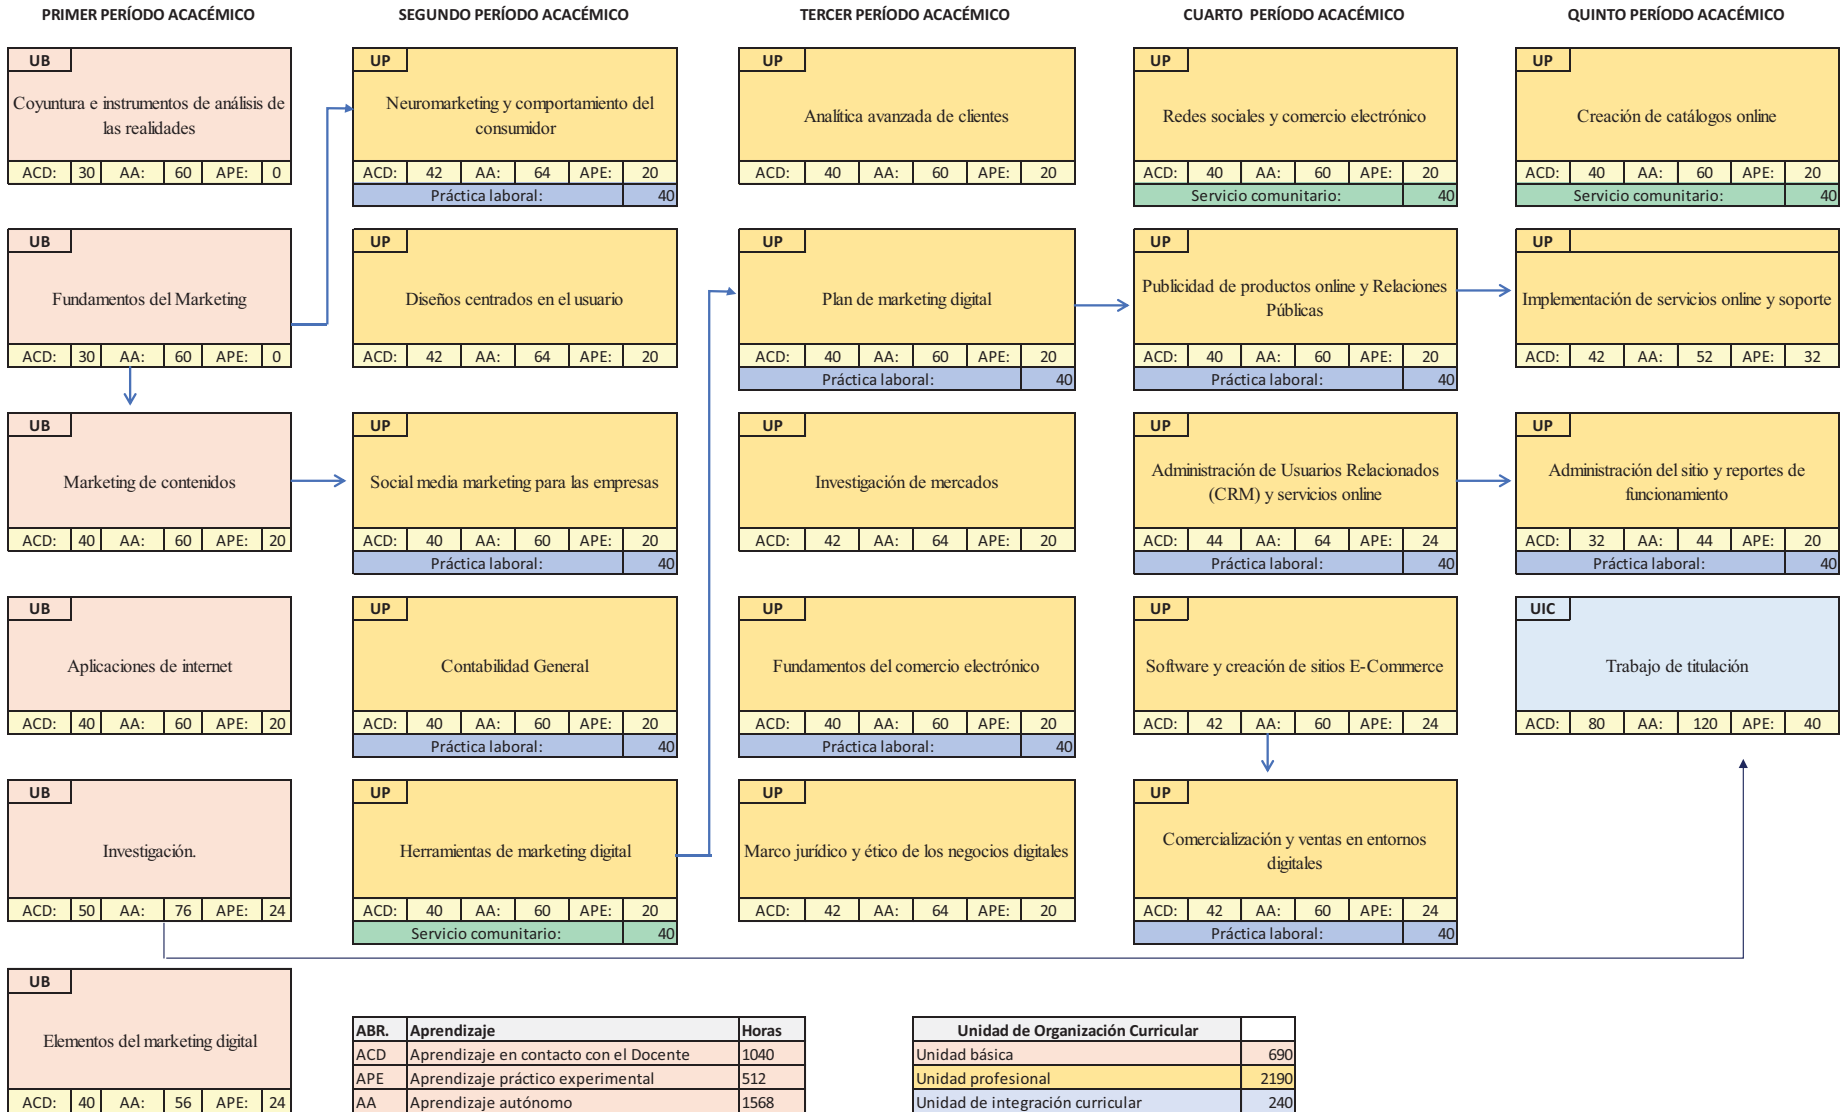 PRIMER PERÍODO ACADÉMICO
SEGUNDO PERÍODO ACACÉMICO
TERCER PERÍODO ACACÉMICO
CUARTO PERÍODO ACACÉMICO
QUINTO PERÍODO ACACÉMICO
UB
Coyuntura e instrumentos de análisis de
las realidades
ACD: 30 AA: 60 APE: 0
UB
Fundamentos del Marketing
ACD: 30 AA: 60 APE: 0
UB
Marketing de contenidos
ACD: 40 AA: 60 APE: 20
UB
Aplicaciones de internet
ACD: 40 AA: 60 APE: 20
UB
Investigación.
ACD: 50 AA: 76 APE: 24
UB
Elementos del marketing digital
ACD: 40 AA: 56 APE: 24
UP
Neuromarketing y comportamiento del
consumidor
ACD: 42 AA: 64 APE: 20
Práctica laboral: 40
UP
Diseños centrados en el usuario
ACD: 42 AA: 64 APE: 20
UP
Social media marketing para las empresas
ACD: 40 AA: 60 APE: 20
Práctica laboral: 40
UP
Contabilidad General
ACD: 40 AA: 60 APE: 20
Práctica laboral: 40
UP
Herramientas de marketing digital
ACD: 40 AA: 60 APE: 20
Servicio comunitario: 40
UP
Analítica avanzada de clientes
ACD: 40 AA: 60 APE: 20
UP
Plan de marketing digital
ACD: 40 AA: 60 APE: 20
Práctica laboral: 40
UP
Investigación de mercados
ACD: 42 AA: 64 APE: 20
UP
Fundamentos del comercio electrónico
ACD: 40 AA: 60 APE: 20
Práctica laboral: 40
UP
Marco jurídico y ético de los negocios digitales
ACD: 42 AA: 64 APE: 20
UP
Redes sociales y comercio electrónico
ACD: 40 AA: 60 APE: 20
Servicio comunitario: 40
UP
Publicidad de productos online y Relaciones
Públicas
ACD: 40 AA: 60 APE: 20
Práctica laboral: 40
UP
Administración de Usuarios Relacionados
(CRM) y servicios online
ACD: 44 AA: 64 APE: 24
Práctica laboral: 40
UP
Software y creación de sitios E-Commerce
ACD: 42 AA: 60 APE: 24
UP
Comercialización y ventas en entornos
digitales
ACD: 42 AA: 60 APE: 24
Práctica laboral: 40
UP
Creación de catálogos online
ACD: 40 AA: 60 APE: 20
Servicio comunitario: 40
UP
Implementación de servicios online y soporte
ACD: 42 AA: 52 APE: 32
UP
Administración del sitio y reportes de
funcionamiento
ACD: 32 AA: 44 APE: 20
Práctica laboral: 40
UIC
Trabajo de titulación
ACD: 80 AA: 120 APE: 40
ABR. Aprendizaje Horas
ACD Aprendizaje en contacto con el Docente 1040
APE Aprendizaje práctico experimental 512
AA Aprendizaje autónomo 1568
Unidad de Organización Curricular
Unidad básica 690
Unidad profesional 2190
Unidad de integración curricular 240